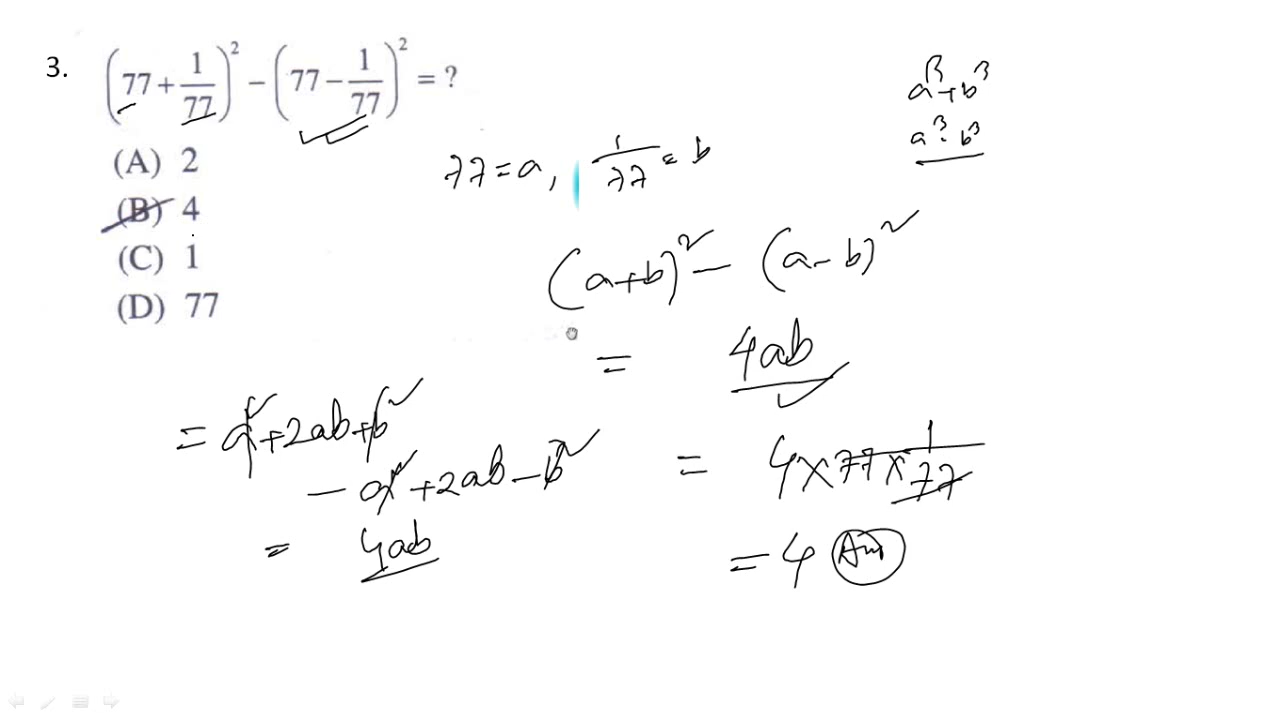 3. (77 + 1/77)² − (77 − 1/77)² = ?
(A) 2
(B) 4
(C) 1
(D) 77
a³+b³
a³-b³
77=a, 1/77 = b
(a+b)² − (a−b)²
= 4ab
= a²+2ab+b²
− a²+2ab−b²
= 4ab
= 4×77×1/77
= 4 Ans